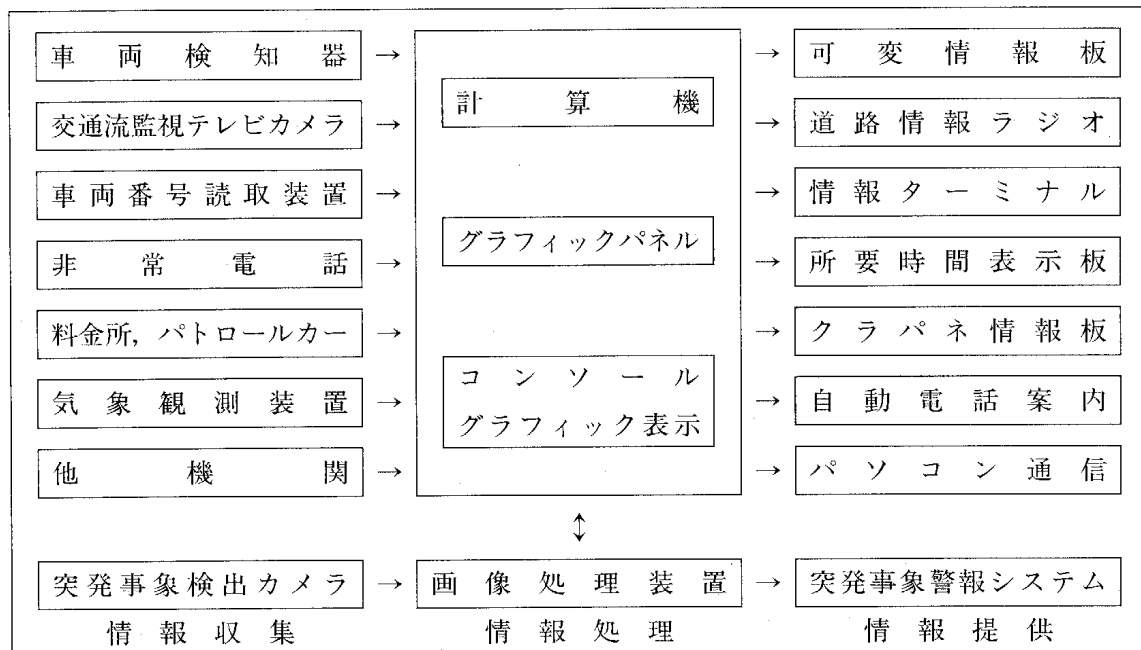 車両検知器
交通流監視テレビカメラ
車両番号読取装置
非常電話
料金所,パトロールカー
気象観測装置
他機関
突発事象検出カメラ
情報収集
計算機
グラフィックパネル
コンソール
グラフィック表示
画像処理装置
情報処理
可変情報板
道路情報ラジオ
情報ターミナル
所要時間表示板
クラパネ情報板
自動電話案内
パソコン通信
突発事象警報システム
情報提供